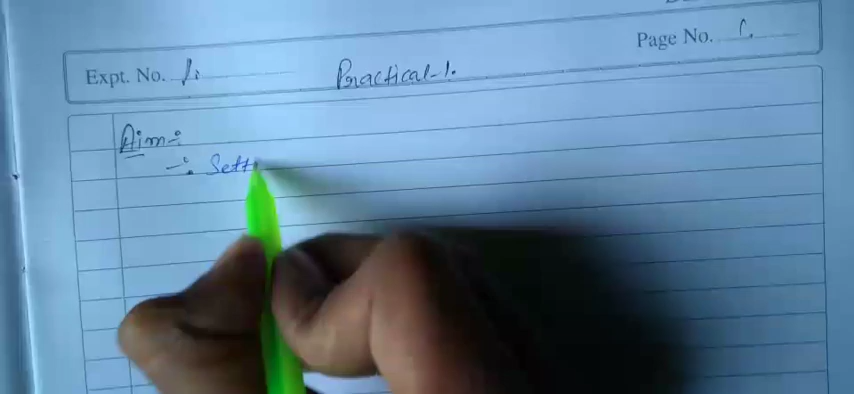 Page No. 1.
Expt. No. 1. Practical-1.
Aim:
-:. Sett